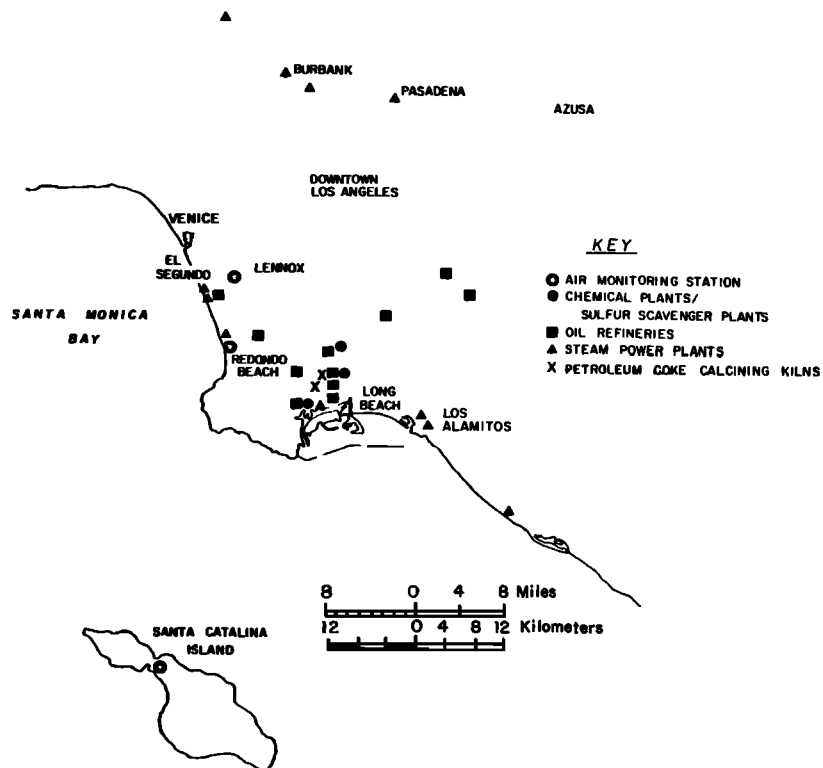 BURBANK
PASADENA
AZUSA
DOWNTOWN
LOS ANGELES
VENICE
EL
SEGUNDO
LENNOX
SANTA MONICA
BAY
REDONDO
BEACH
LONG
BEACH
LOS
ALAMITOS
KEY
AIR MONITORING STATION
CHEMICAL PLANTS/
SULFUR SCAVENGER PLANTS
OIL REFINERIES
STEAM POWER PLANTS
X PETROLEUM COKE CALCINING KILNS
X
X
8 0 4 8 Miles
12 0 4 8 12 Kilometers
SANTA CATALINA
ISLAND